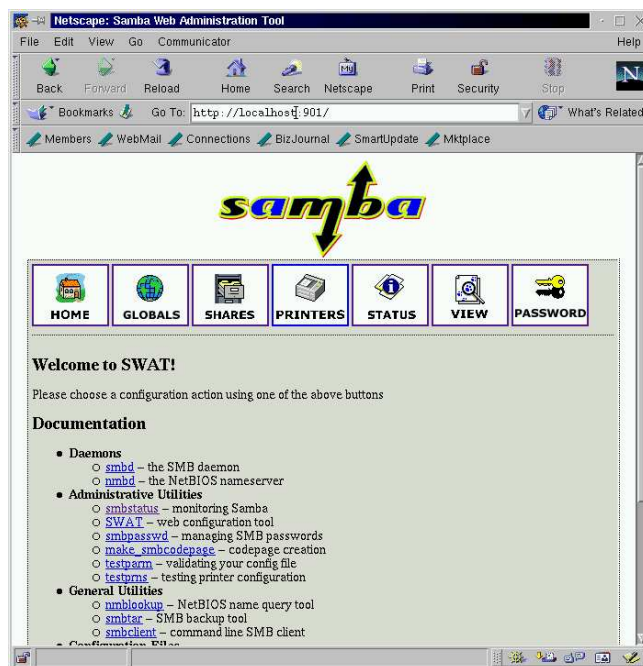 Netscape: Samba Web Administration Tool
File Edit View Go Communicator Help
Back Forward Reload Home Search Netscape Print Security Stop
My
N
Bookmarks Go To: http://localhost:901/ What's Related
Members WebMail Connections BizJournal SmartUpdate Mktplace
samba
HOME GLOBALS SHARES PRINTERS STATUS VIEW PASSWORD
Welcome to SWAT!
Please choose a configuration action using one of the above buttons
Documentation
• Daemons
○ smbd – the SMB daemon
○ nmbd – the NetBIOS nameserver
• Administrative Utilities
○ smbstatus – monitoring Samba
○ SWAT – web configuration tool
○ smbpasswd – managing SMB passwords
○ make_smbcodepage – codepage creation
○ testparm – validating your config file
○ testprns – testing printer configuration
• General Utilities
○ nmblookup – NetBIOS name query tool
○ smbtar – SMB backup tool
○ smbclient – command line SMB client
• Configuration Files